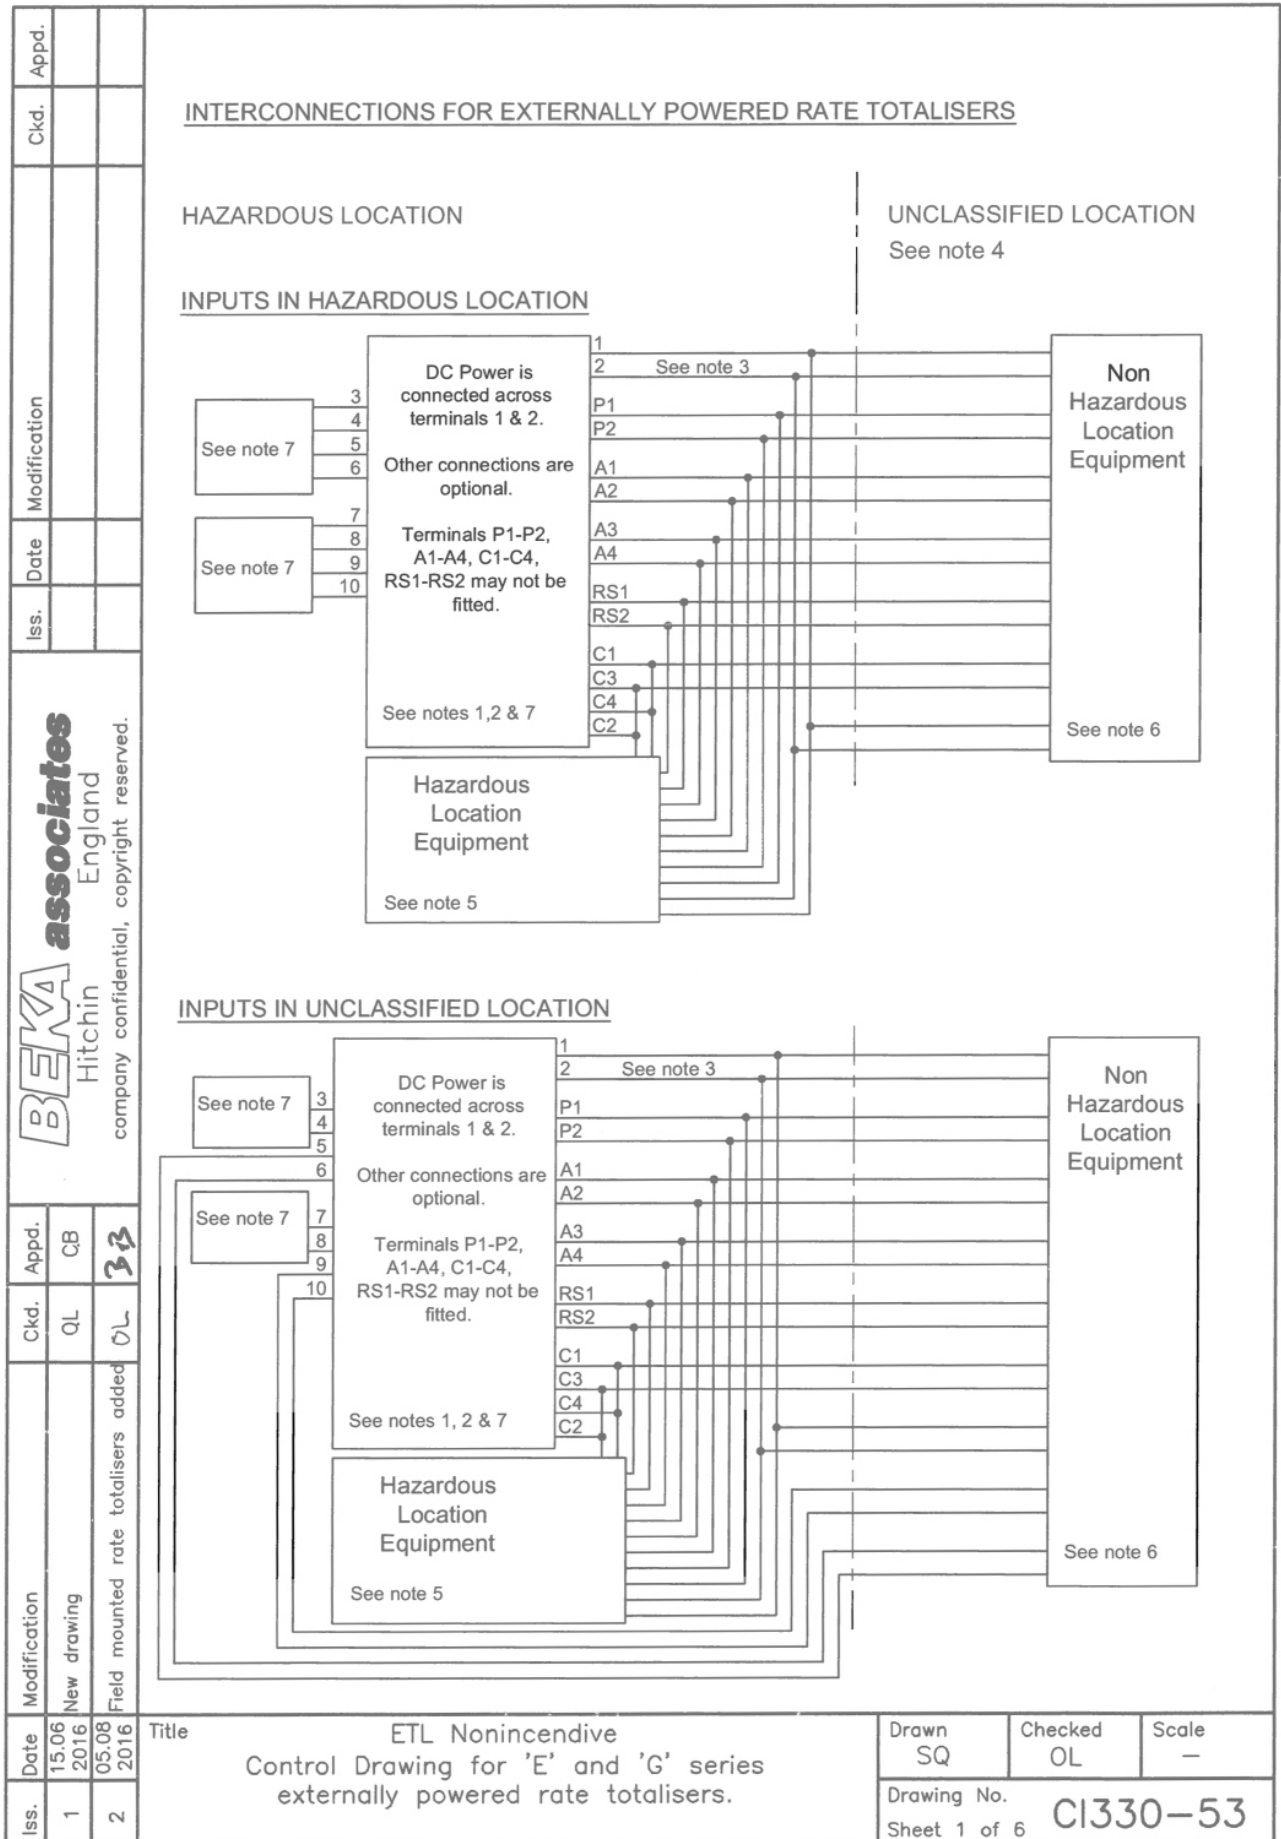 INTERCONNECTIONS FOR EXTERNALLY POWERED RATE TOTALISERS
HAZARDOUS LOCATION
UNCLASSIFIED LOCATION
See note 4
INPUTS IN HAZARDOUS LOCATION
See note 7
3
4
5
6
See note 7
7
8
9
10
DC Power is
connected across
terminals 1 & 2.
Other connections are
optional.
Terminals P1-P2,
A1-A4, C1-C4,
RS1-RS2 may not be
fitted.
See notes 1,2 & 7
1
2
See note 3
P1
P2
A1
A2
A3
A4
RS1
RS2
C1
C3
C4
C2
Non
Hazardous
Location
Equipment
See note 6
Hazardous
Location
Equipment
See note 5
INPUTS IN UNCLASSIFIED LOCATION
See note 7
3
4
5
6
See note 7
7
8
9
10
DC Power is
connected across
terminals 1 & 2.
Other connections are
optional.
Terminals P1-P2,
A1-A4, C1-C4,
RS1-RS2 may not be
fitted.
See notes 1, 2 & 7
1
2
See note 3
P1
P2
A1
A2
A3
A4
RS1
RS2
C1
C3
C4
C2
Non
Hazardous
Location
Equipment
See note 6
Hazardous
Location
Equipment
See note 5
Iss. Date Modification Ckd. Appd.
BEKA associates
Hitchin England
company confidential, copyright reserved.
Iss. Date Modification Ckd. Appd.
1 15.06 2016 New drawing OL CB
2 05.08 2016 Field mounted rate totalisers added OL
Title
ETL Nonincendive
Control Drawing for 'E' and 'G' series
externally powered rate totalisers.
Drawn
SQ
Checked
OL
Scale
—
Drawing No.
Sheet 1 of 6
CI330-53